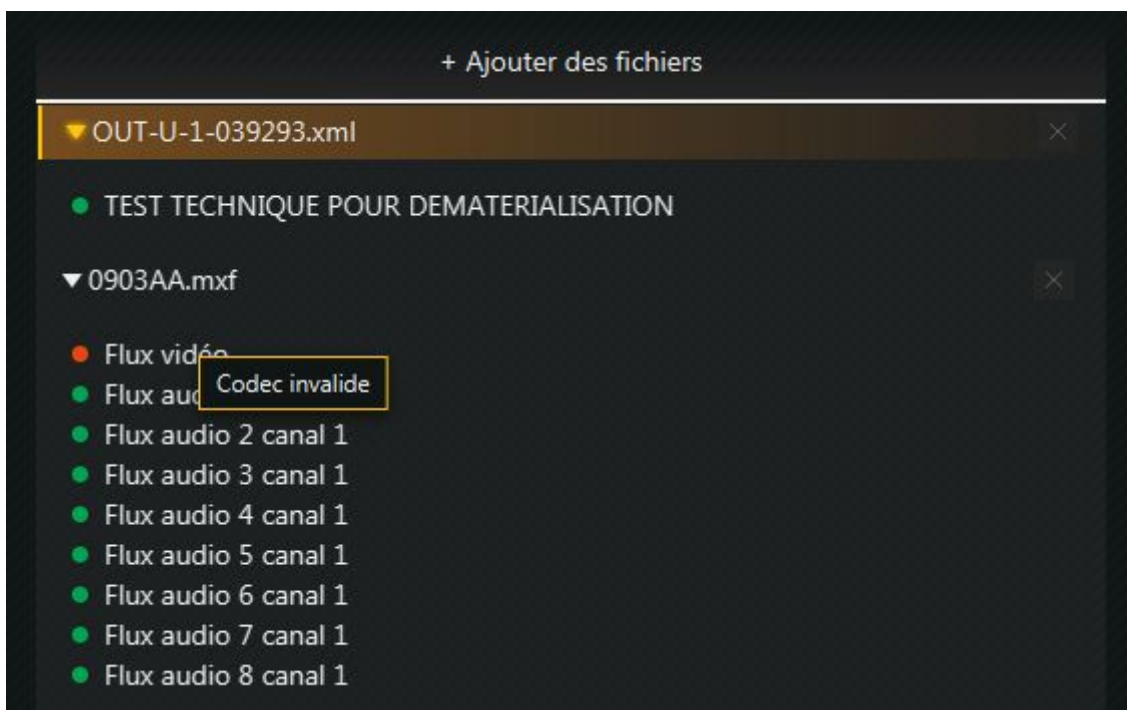 + Ajouter des fichiers
OUT-U-1-039293.xml
TEST TECHNIQUE POUR DEMATERIALISATION
0903AA.mxf
Flux vidéo
Codec invalide
Flux
Flux audio 2 canal 1
Flux audio 3 canal 1
Flux audio 4 canal 1
Flux audio 5 canal 1
Flux audio 6 canal 1
Flux audio 7 canal 1
Flux audio 8 canal 1